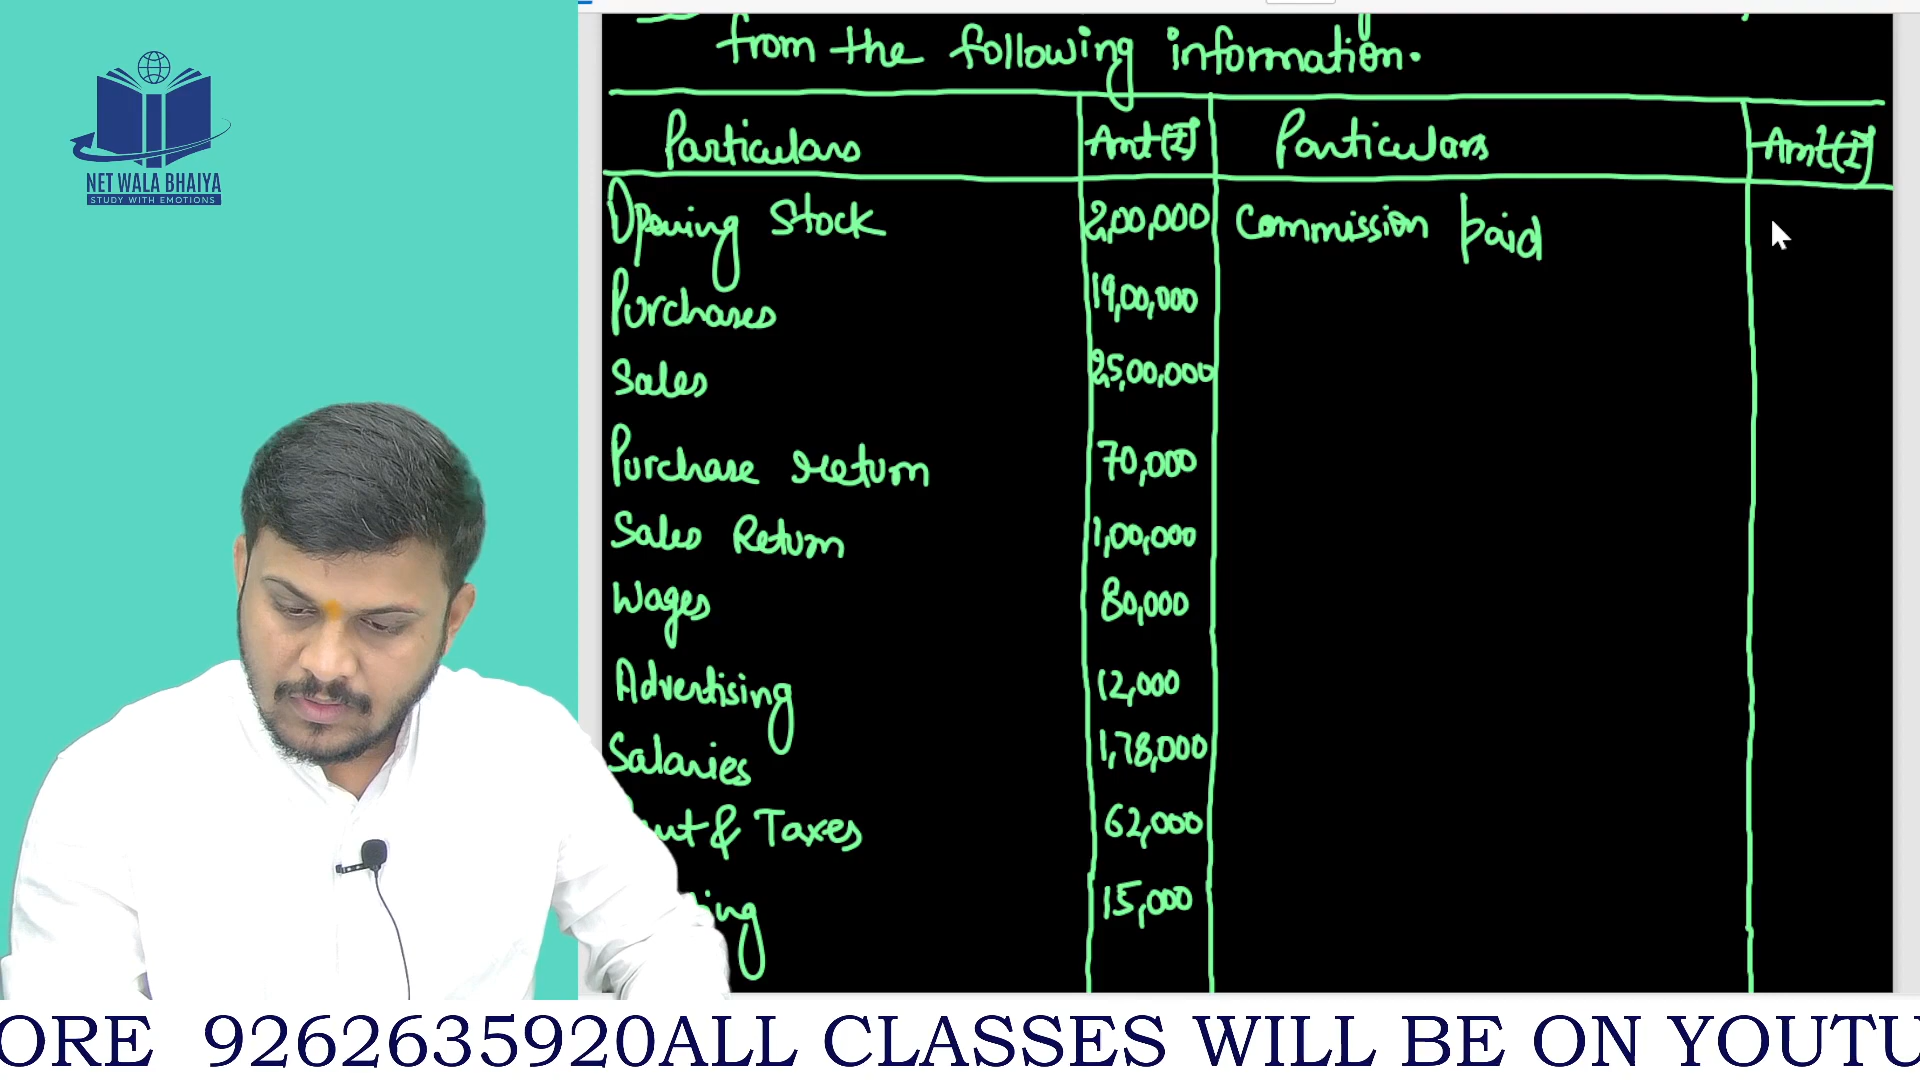 NET WALA BHAIYA
STUDY WITH EMOTIONS
from the following information.
Particulars Amt(₹) Particulars Amt(₹)
Opening Stock 2,00,000 Commission paid
Purchases 19,00,000
Sales 25,00,000
Purchase return 70,000
Sales Return 1,00,000
Wages 80,000
Advertising 12,000
Salaries 1,78,000
& Taxes 62,000
15,000
ORE 9262635920ALL CLASSES WILL BE ON YOUTU